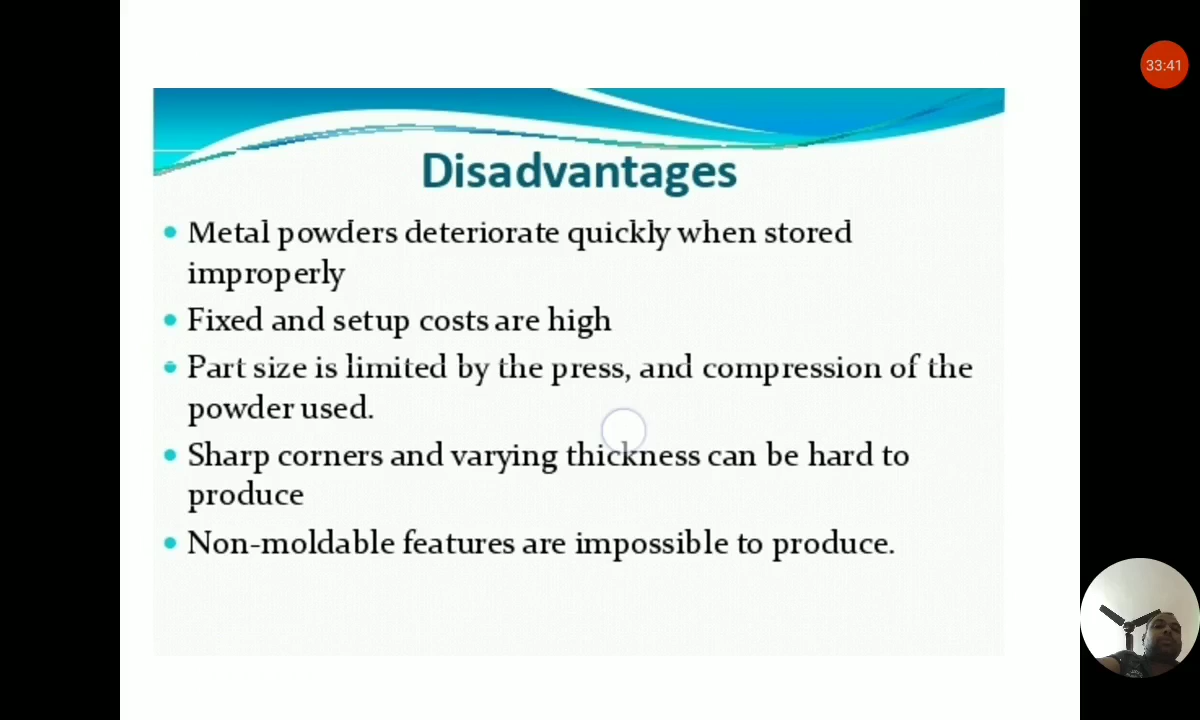 33:41
Disadvantages
• Metal powders deteriorate quickly when stored
improperly
• Fixed and setup costs are high
• Part size is limited by the press, and compression of the
powder used.
• Sharp corners and varying thickness can be hard to
produce
• Non-moldable features are impossible to produce.